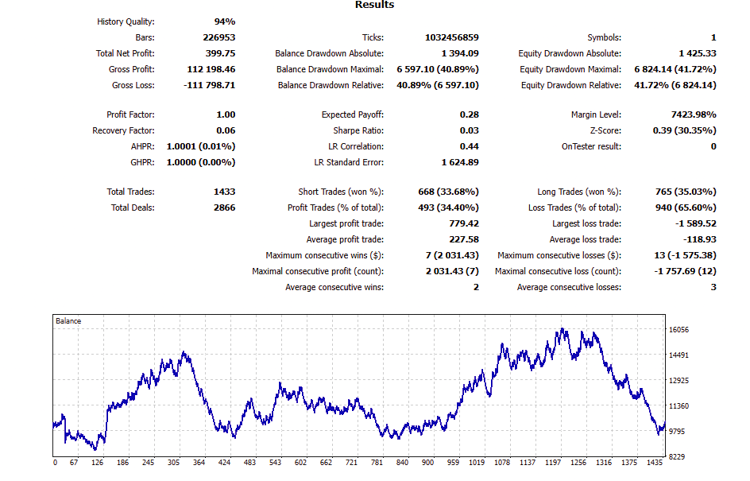 Results
History Quality: 94%
Bars: 226953 Ticks: 1032456859 Symbols: 1
Total Net Profit: 399.75 Balance Drawdown Absolute: 1 394.09 Equity Drawdown Absolute: 1 425.33
Gross Profit: 112 198.46 Balance Drawdown Maximal: 6 597.10 (40.89%) Equity Drawdown Maximal: 6 824.14 (41.72%)
Gross Loss: -111 798.71 Balance Drawdown Relative: 40.89% (6 597.10) Equity Drawdown Relative: 41.72% (6 824.14)
Profit Factor: 1.00 Expected Payoff: 0.28 Margin Level: 7423.98%
Recovery Factor: 0.06 Sharpe Ratio: 0.03 Z-Score: 0.39 (30.35%)
AHPR: 1.0001 (0.01%) LR Correlation: 0.44 OnTester result: 0
GHPR: 1.0000 (0.00%) LR Standard Error: 1 624.89
Total Trades: 1433 Short Trades (won %): 668 (33.68%) Long Trades (won %): 765 (35.03%)
Total Deals: 2866 Profit Trades (% of total): 493 (34.40%) Loss Trades (% of total): 940 (65.60%)
Largest profit trade: 779.42 Largest loss trade: -1 589.52
Average profit trade: 227.58 Average loss trade: -118.93
Maximum consecutive wins ($): 7 (2 031.43) Maximum consecutive losses ($): 13 (-1 575.38)
Maximal consecutive profit (count): 2 031.43 (7) Maximal consecutive loss (count): -1 757.69 (12)
Average consecutive wins: 2 Average consecutive losses: 3
Balance
16056
14491
12925
11360
9795
8229
0 67 126 186 245 305 364 424 483 543 602 662 721 781 840 900 959 1019 1078 1137 1197 1256 1316 1375 1435